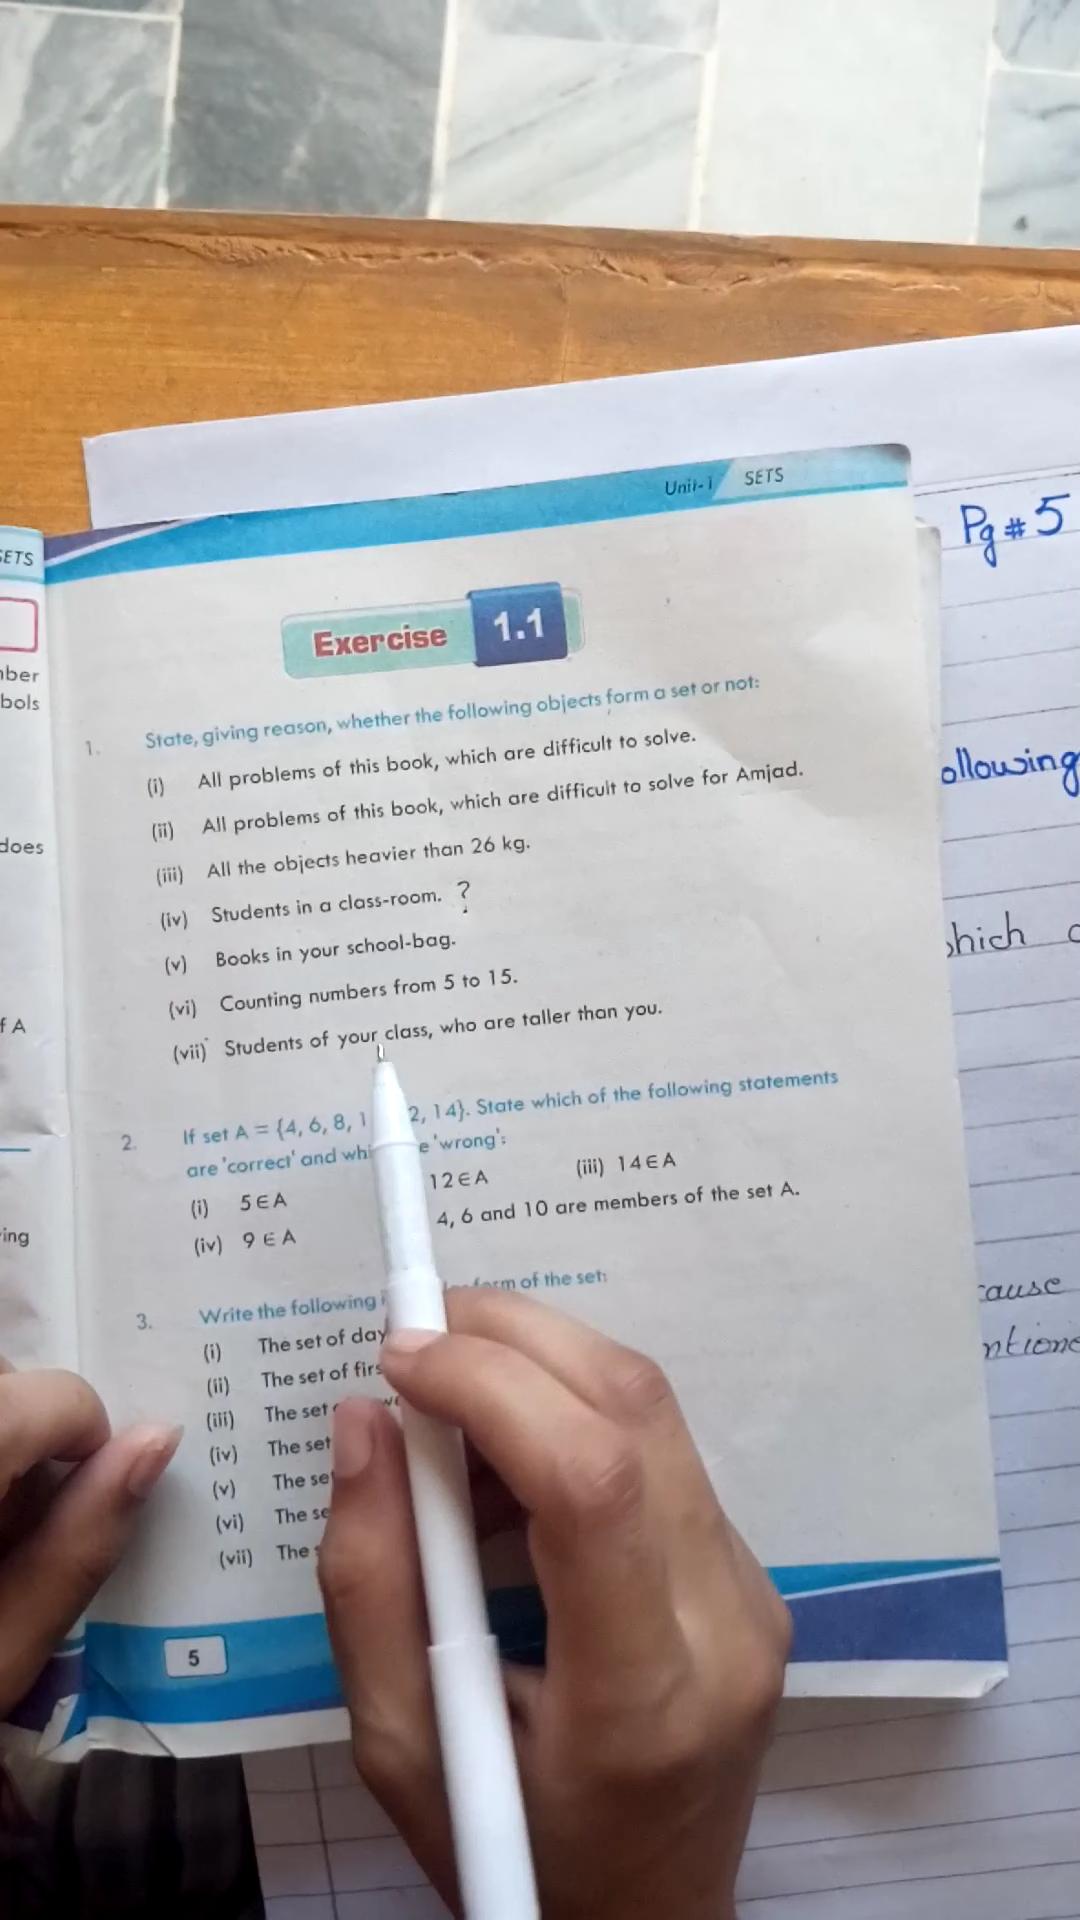 Unit-1 SETS
SETS
Pg # 5
Exercise 1.1
ber
bols
1. State, giving reason, whether the following objects form a set or not:
(i) All problems of this book, which are difficult to solve.
(ii) All problems of this book, which are difficult to solve for Amjad.
ollowing
does
(iii) All the objects heavier than 26 kg.
(iv) Students in a class-room. ?
(v) Books in your school-bag.
hich
(vi) Counting numbers from 5 to 15.
f A
(vii) Students of your class, who are taller than you.
2. If set A = {4, 6, 8, 1 2, 14}. State which of the following statements
are 'correct' and whi e 'wrong':
(i) 5 ∈ A 12 ∈ A (iii) 14 ∈ A
(iv) 9 ∈ A 4, 6 and 10 are members of the set A.
ing
cause
3. Write the following form of the set:
(i) The set of day
(ii) The set of firs
(iii) The set
(iv) The set
(v) The se
(vi) The se
(vii) The
5